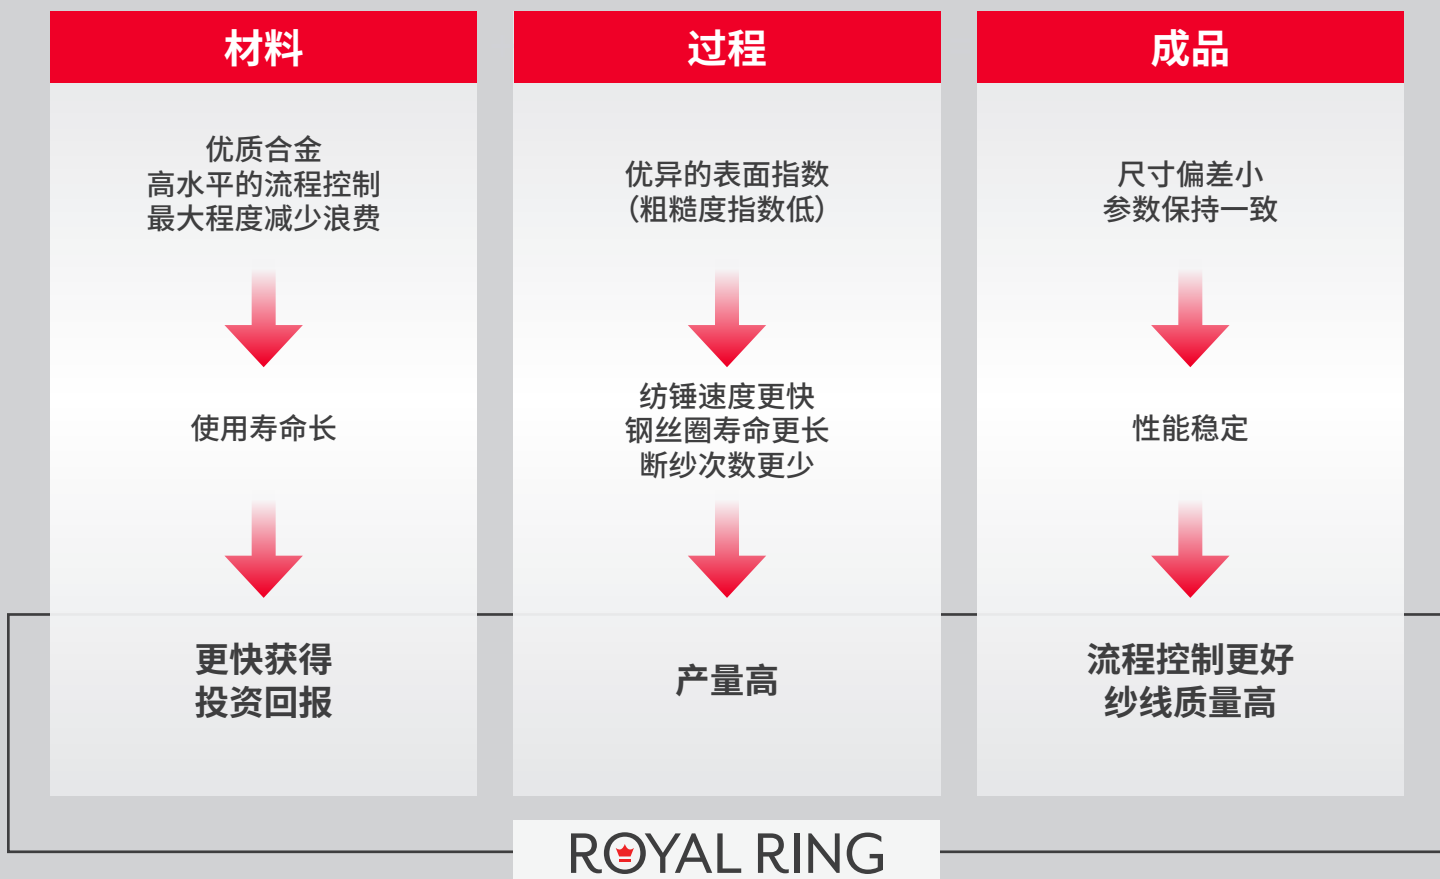 材料
优质合金
高水平的流程控制
最大程度减少浪费
使用寿命长
更快获得
投资回报
过程
优异的表面指数
（粗糙度指数低）
纺锤速度更快
钢丝圈寿命更长
断纱次数更少
产量高
成品
尺寸偏差小
参数保持一致
性能稳定
流程控制更好
纱线质量高
ROYAL RING